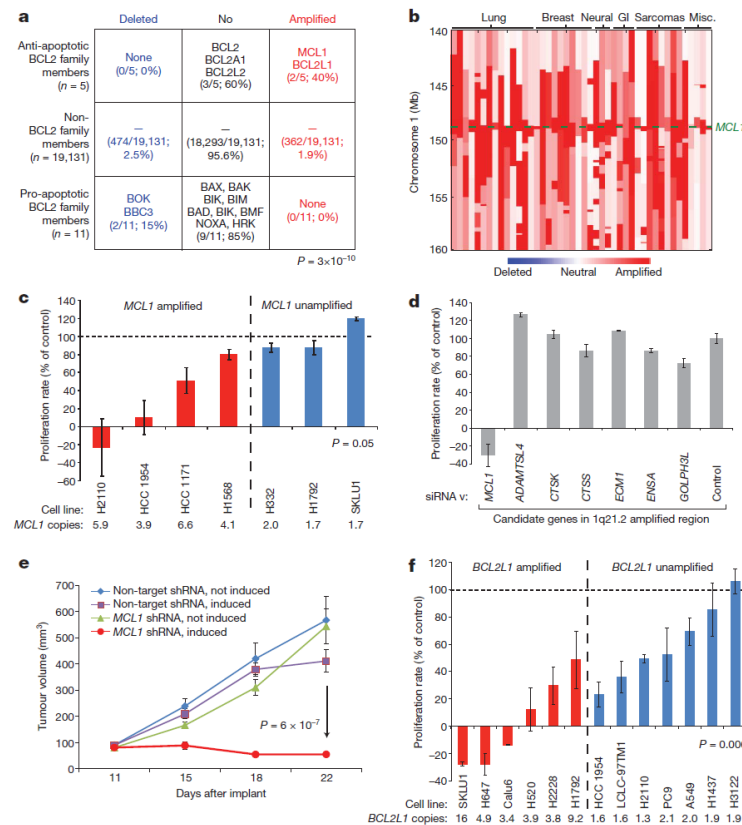 a
Deleted No Amplified
Anti-apoptotic
BCL2 family
members
(n = 5)
None
(0/5; 0%)
BCL2
BCL2A1
BCL2L2
(3/5; 60%)
MCL1
BCL2L1
(2/5; 40%)
Non-
BCL2 family
members
(n = 19,131)
—
(474/19,131;
2.5%)
—
(18,293/19,131;
95.6%)
—
(362/19,131;
1.9%)
Pro-apoptotic
BCL2 family
members
(n = 11)
BOK
BBC3
(2/11; 15%)
BAX, BAK
BIK, BIM
BAD, BIK, BMF
NOXA, HRK
(9/11; 85%)
None
(0/11; 0%)
P = 3×10⁻¹⁰
b
Lung Breast Neural GI Sarcomas Misc.
Chromosome 1 (Mb)
140
145
150
155
160
MCL1
Deleted Neutral Amplified
c
MCL1 amplified MCL1 unamplified
Proliferation rate (% of control)
140
120
100
80
60
40
20
0
−20
−40
−60
P = 0.05
Cell line: H2110 HCC 1954 HCC 1171 H1568 H332 H1792 SKLU1
MCL1 copies: 5.9 3.9 6.6 4.1 2.0 1.7 1.7
d
Proliferation rate (% of control)
140
120
100
80
60
40
20
0
−20
−40
siRNA v: MCL1 ADAMTSL4 CTSK CTSS ECM1 ENSA GOLPH3L Control
Candidate genes in 1q21.2 amplified region
e
Non-target shRNA, not induced
Non-target shRNA, induced
MCL1 shRNA, not induced
MCL1 shRNA, induced
Tumour volume (mm³)
700
600
500
400
300
200
100
0
P = 6 × 10⁻⁷
11 15 18 22
Days after implant
f
BCL2L1 amplified BCL2L1 unamplified
Proliferation rate (% of control)
120
100
80
60
40
20
0
−20
−40
P = 0.006
Cell line: SKLU1 H647 Calu6 H520 H2228 H1792 HCC 1954 LCLC-97TM1 H2110 PC9 A549 H1437 H3122
BCL2L1 copies: 16 4.9 3.4 3.9 3.8 9.2 1.6 1.6 1.3 2.1 2.0 1.9 1.9